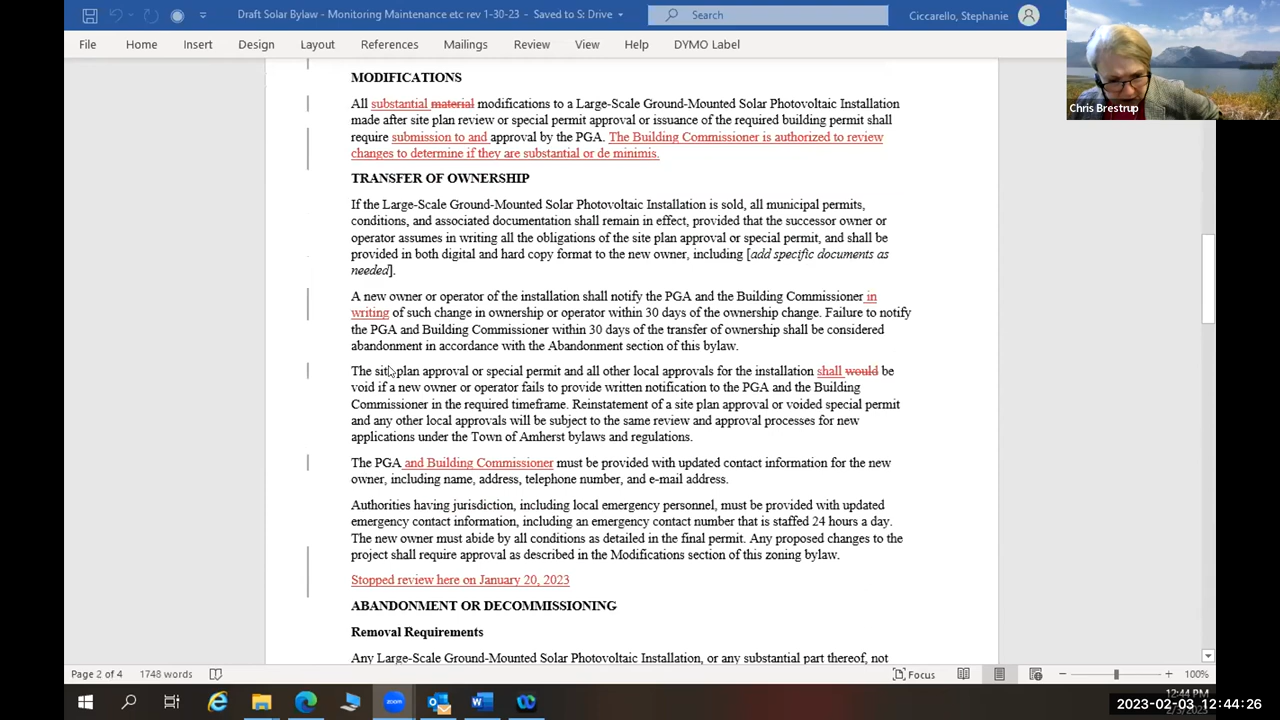 Draft Solar Bylaw - Monitoring Maintenance etc rev 1-30-23 - Saved to S: Drive
Search
Ciccarello, Stephanie
File Home Insert Design Layout References Mailings Review View Help DYMO Label
Chris Brestrup
MODIFICATIONS
All substantial material modifications to a Large-Scale Ground-Mounted Solar Photovoltaic Installation
made after site plan review or special permit approval or issuance of the required building permit shall
require submission to and approval by the PGA. The Building Commissioner is authorized to review
changes to determine if they are substantial or de minimis.
TRANSFER OF OWNERSHIP
If the Large-Scale Ground-Mounted Solar Photovoltaic Installation is sold, all municipal permits,
conditions, and associated documentation shall remain in effect, provided that the successor owner or
operator assumes in writing all the obligations of the site plan approval or special permit, and shall be
provided in both digital and hard copy format to the new owner, including [add specific documents as
needed].
A new owner or operator of the installation shall notify the PGA and the Building Commissioner in
writing of such change in ownership or operator within 30 days of the ownership change. Failure to notify
the PGA and Building Commissioner within 30 days of the transfer of ownership shall be considered
abandonment in accordance with the Abandonment section of this bylaw.
The site plan approval or special permit and all other local approvals for the installation shall would be
void if a new owner or operator fails to provide written notification to the PGA and the Building
Commissioner in the required timeframe. Reinstatement of a site plan approval or voided special permit
and any other local approvals will be subject to the same review and approval processes for new
applications under the Town of Amherst bylaws and regulations.
The PGA and Building Commissioner must be provided with updated contact information for the new
owner, including name, address, telephone number, and e-mail address.
Authorities having jurisdiction, including local emergency personnel, must be provided with updated
emergency contact information, including an emergency contact number that is staffed 24 hours a day.
The new owner must abide by all conditions as detailed in the final permit. Any proposed changes to the
project shall require approval as described in the Modifications section of this zoning bylaw.
Stopped review here on January 20, 2023
ABANDONMENT OR DECOMMISSIONING
Removal Requirements
Any Large-Scale Ground-Mounted Solar Photovoltaic Installation, or any substantial part thereof, not
Page 2 of 4 1748 words Focus 100%
zoom
12:44 PM
2023-02-03 12:44:26